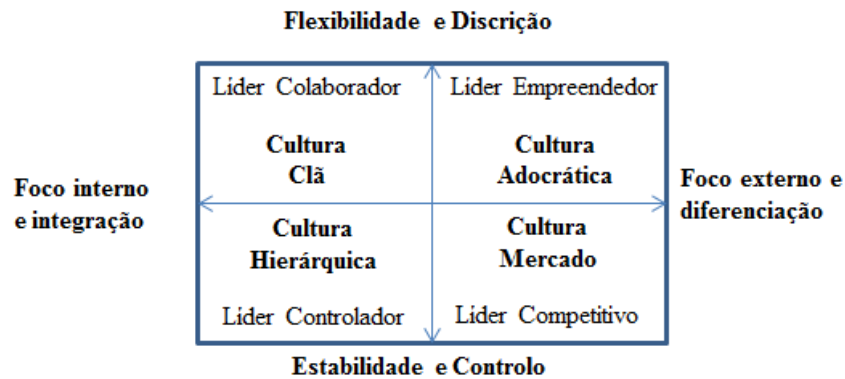 Flexibilidade e Discrição
Líder Colaborador
Líder Empreendedor
Cultura
Clã
Cultura
Adocrática
Foco interno
e integração
Foco externo e
diferenciação
Cultura
Hierárquica
Cultura
Mercado
Líder Controlador
Líder Competitivo
Estabilidade e Controlo